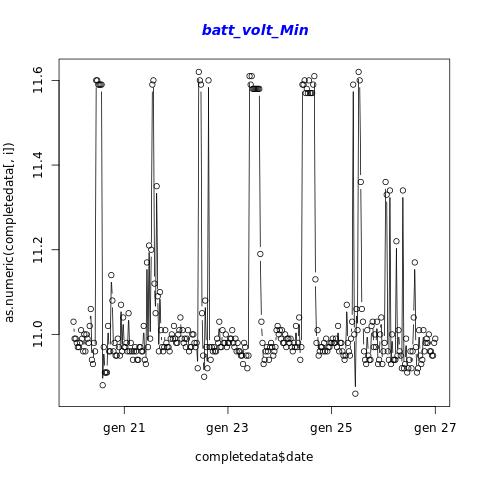 batt_volt_Min
as.numeric(completedata[, i])
11.6
11.4
11.2
11.0
gen 21
gen 23
gen 25
gen 27
completedata$date